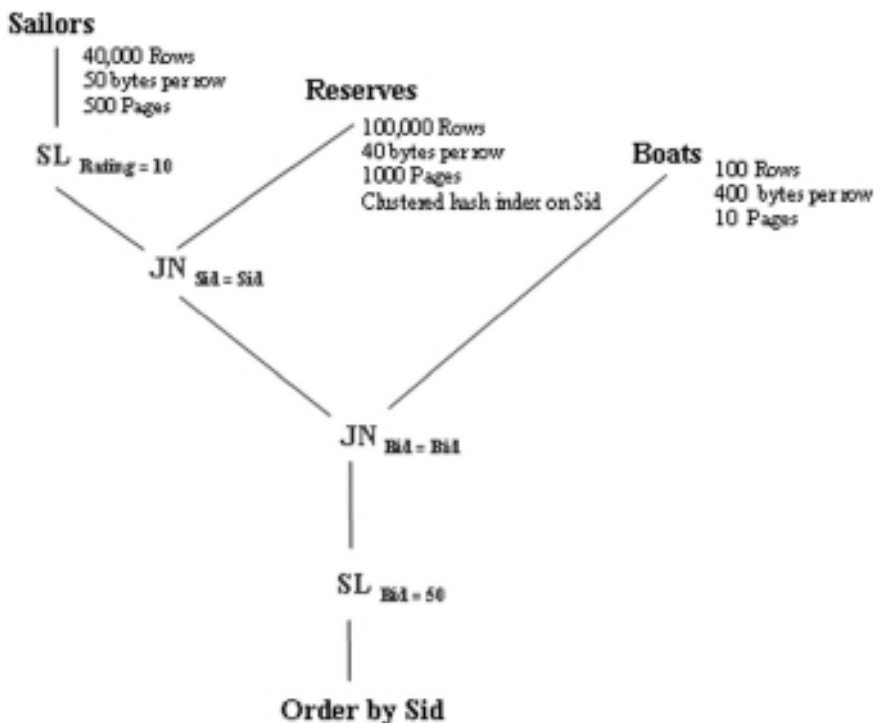 Sailors
40,000 Rows
50 bytes per row
500 Pages
SL Rating = 10
Reserves
100,000 Rows
40 bytes per row
1000 Pages
Clustered hash index on Sid
Boats
100 Rows
400 bytes per row
10 Pages
JN Sid = Sid
JN Bid = Bid
SL Bid = 50
Order by Sid